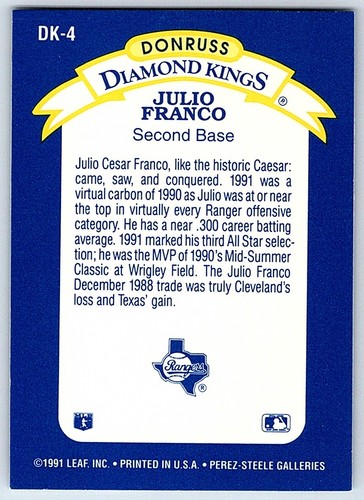 DK-4
DONRUSS
DIAMOND KINGS
®
JULIO
FRANCO
Second Base
Julio Cesar Franco, like the historic Caesar:
came, saw, and conquered. 1991 was a
virtual carbon of 1990 as Julio was at or near
the top in virtually every Ranger offensive
category. He has a near .300 career batting
average. 1991 marked his third All Star selec-
tion; he was the MVP of 1990's Mid-Summer
Classic at Wrigley Field. The Julio Franco
December 1988 trade was truly Cleveland's
loss and Texas' gain.
Rangers
®
©1991 LEAF, INC. • PRINTED IN U.S.A. • PEREZ-STEELE GALLERIES